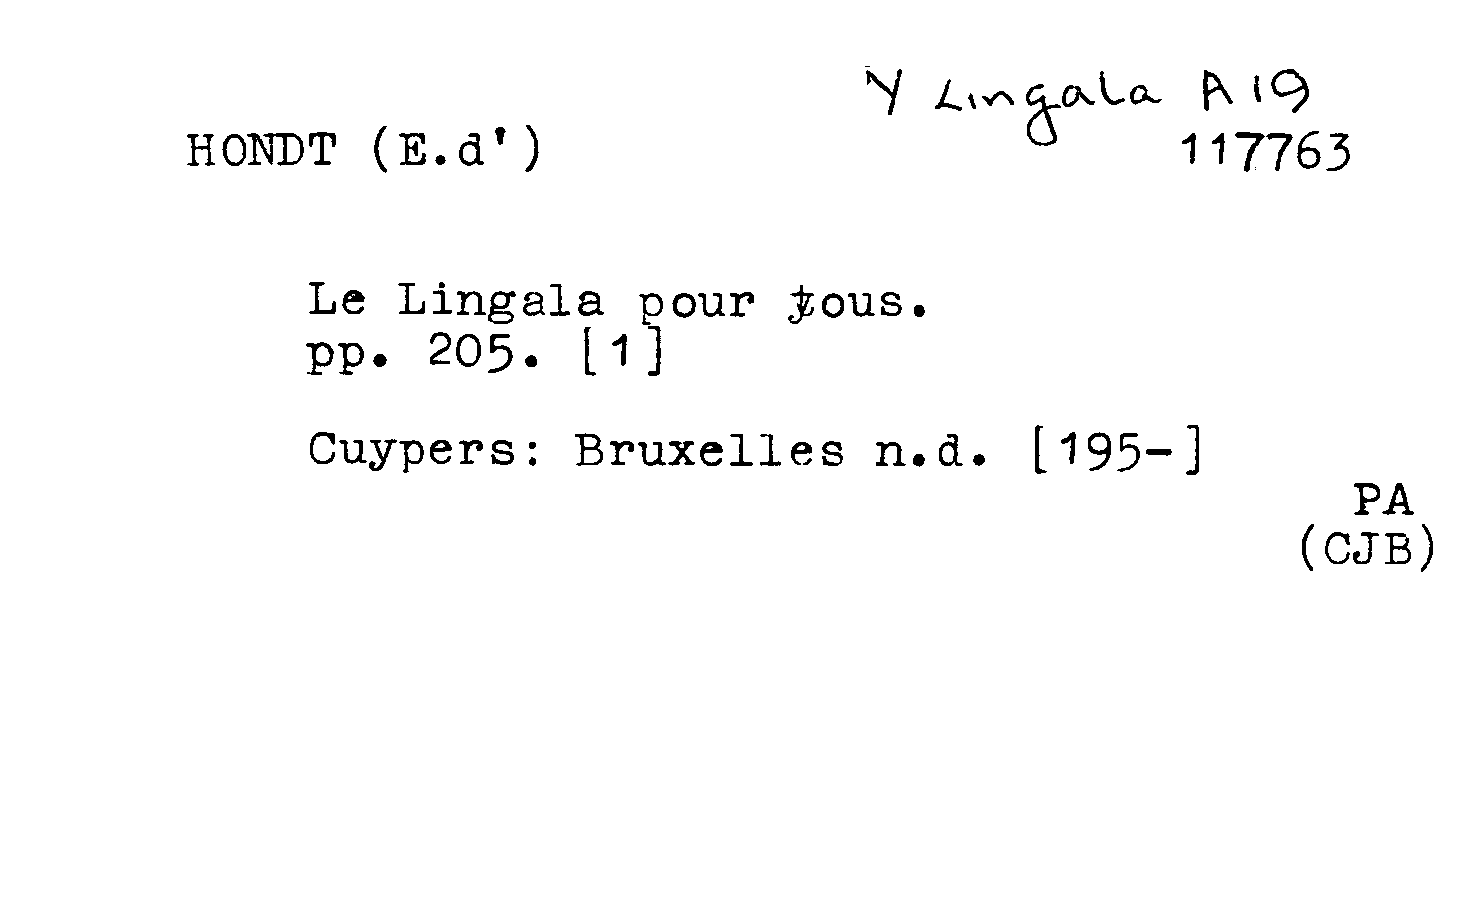 Y Lingala A19
HONDT (E.d') 117763
Le Lingala pour tous.
pp. 205. [1]
Cuypers: Bruxelles n.d. [195-]
PA
(CJB)